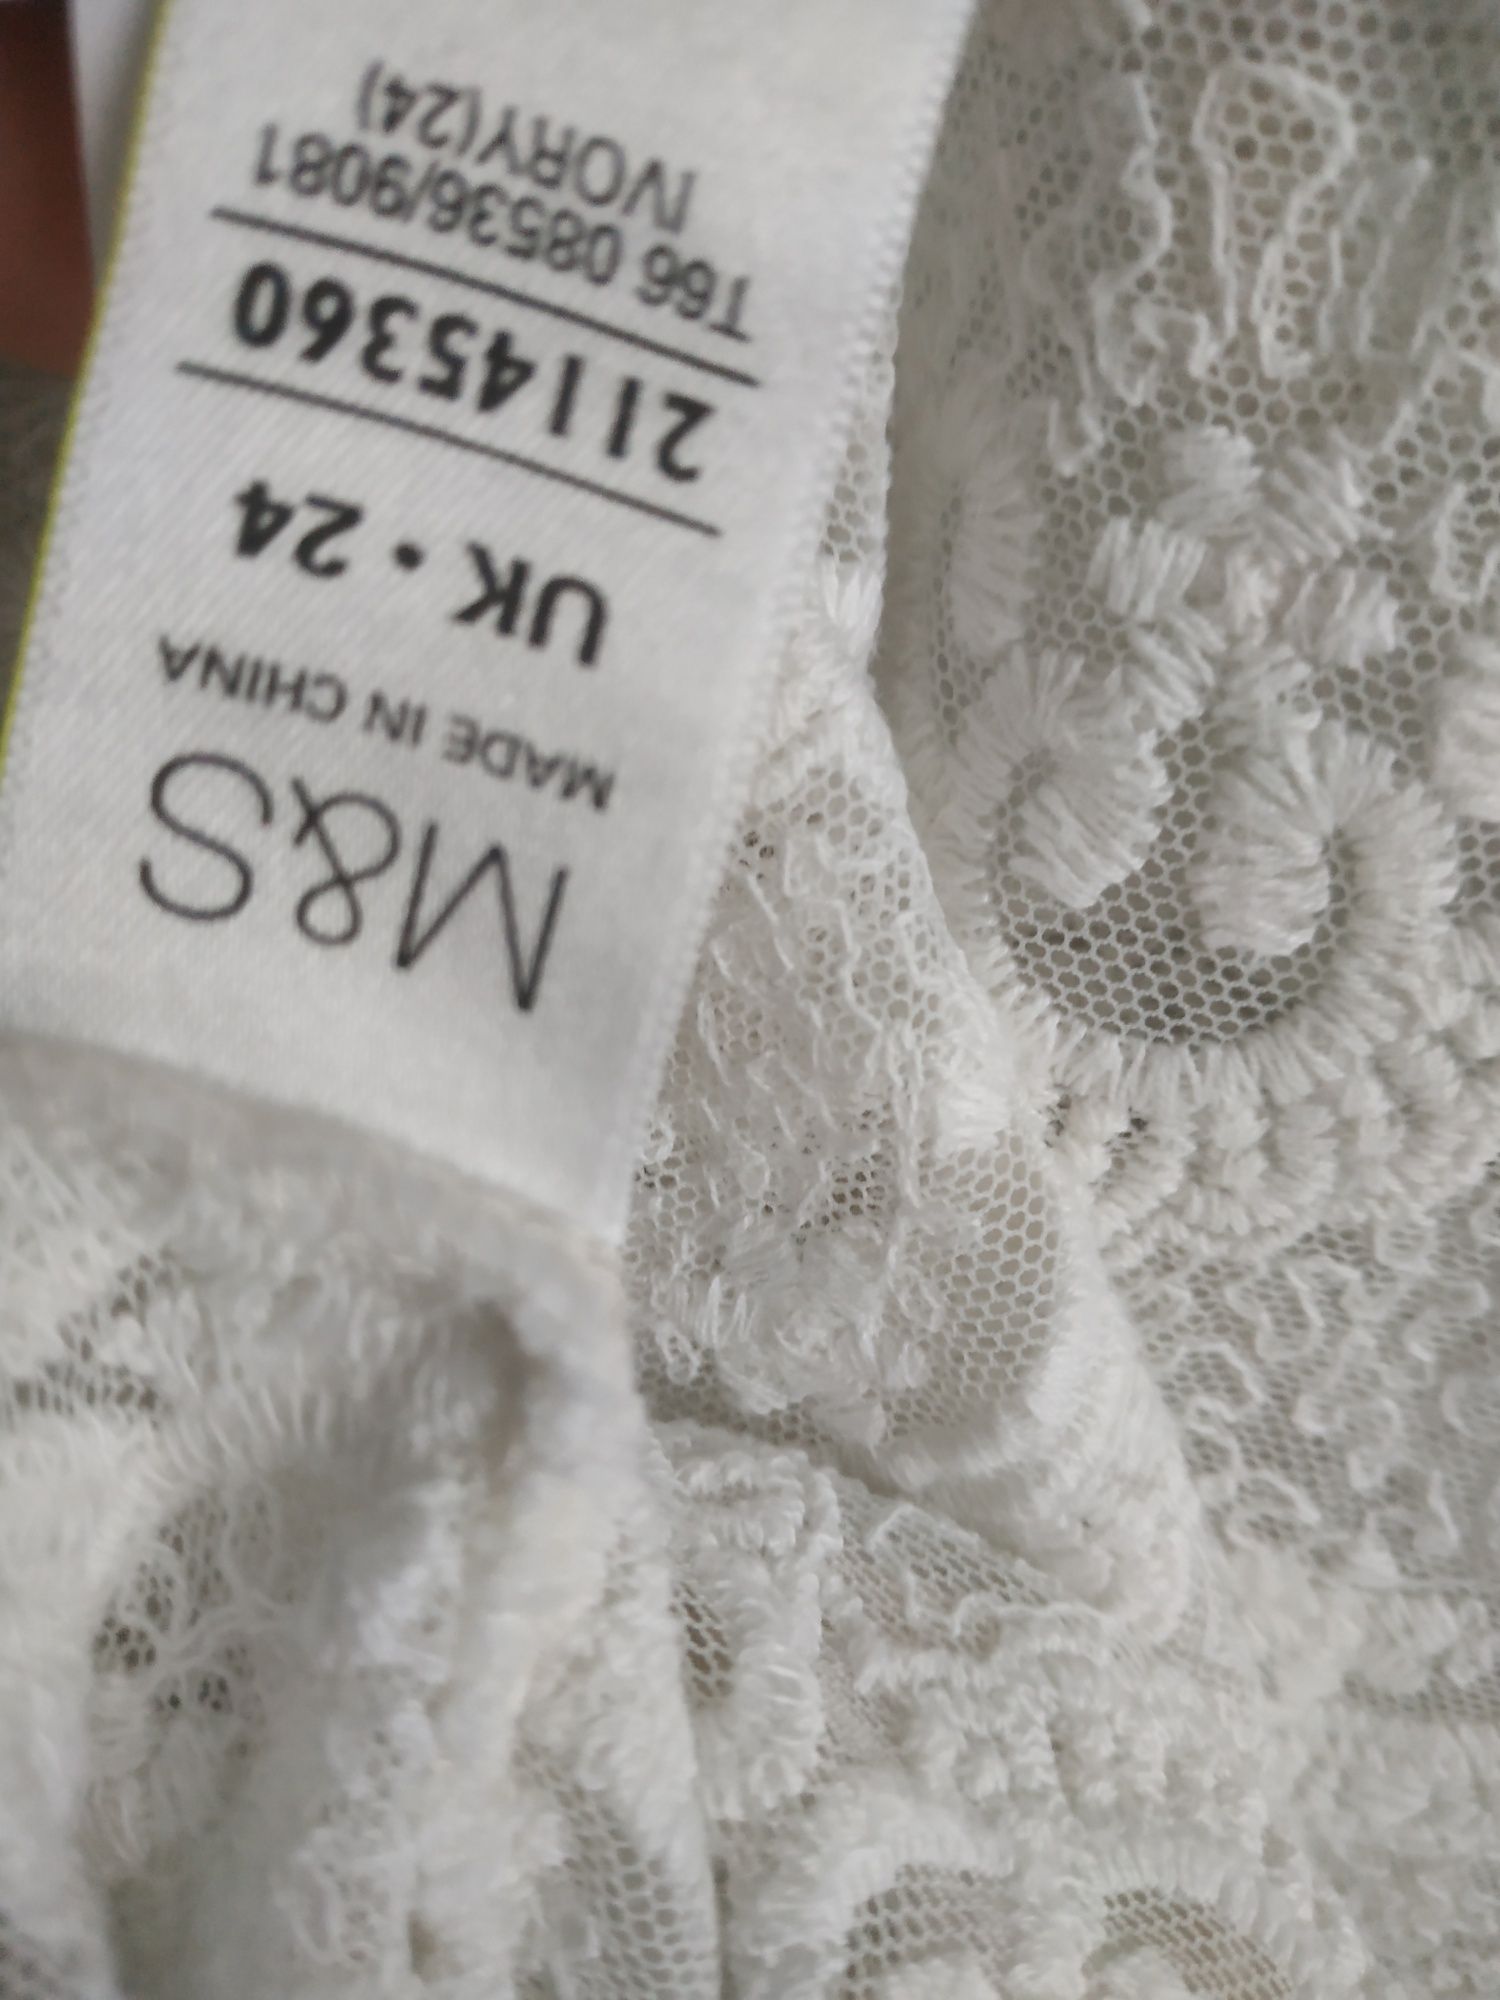 M&S
MADE IN CHINA
UK • 24
21145360
T66 08536/9081
IVORY(24)